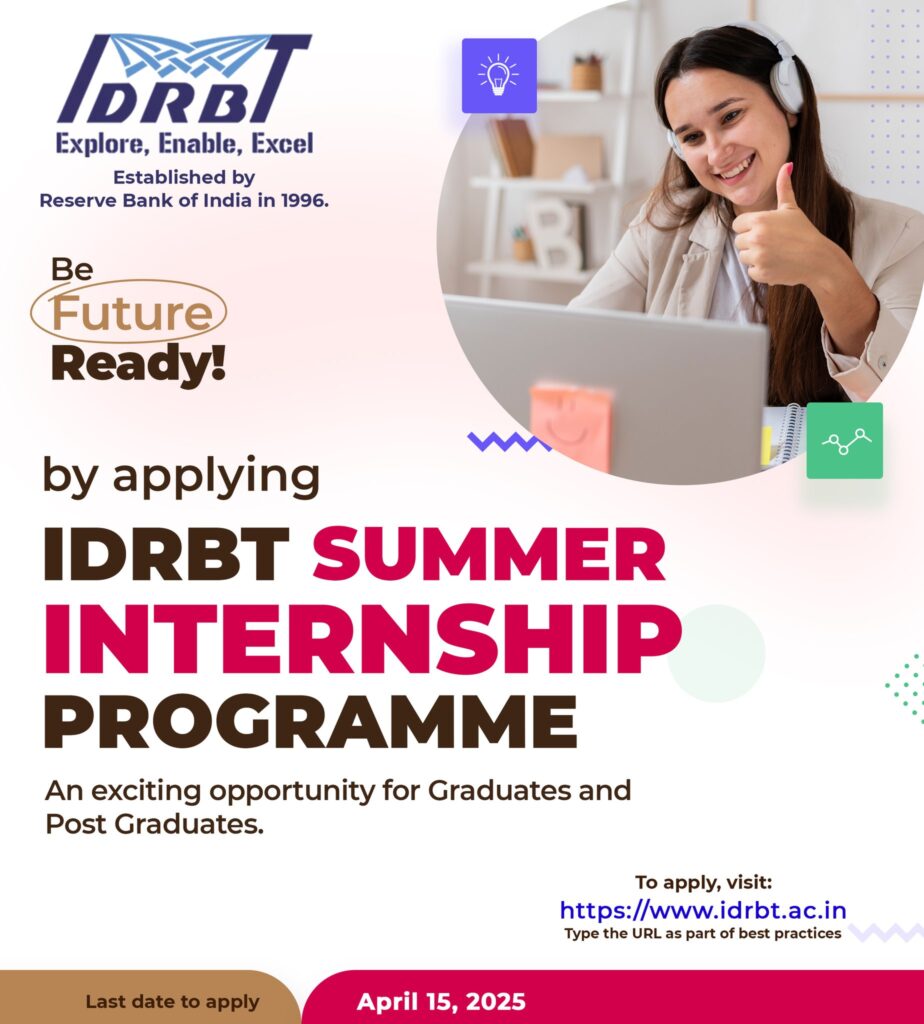 IDRBT
Explore, Enable, Excel
Established by
Reserve Bank of India in 1996.
Be
Future
Ready!
by applying
IDRBT SUMMER
INTERNSHIP
PROGRAMME
An exciting opportunity for Graduates and
Post Graduates.
To apply, visit:
https://www.idrbt.ac.in
Type the URL as part of best practices
Last date to apply April 15, 2025
B